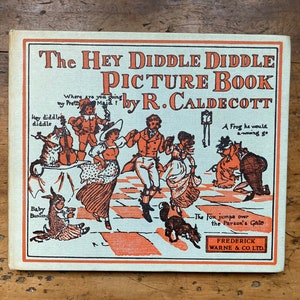 The HEY DIDDLE DIDDLE
PICTURE BOOK
by R. CALDECOTT
Where are you going
my Pretty Maid?
Hey diddle
diddle
A Frog he would
a wooing go
Baby
Bunting
The Fox jumps over
the Parson's Gate
FREDERICK
WARNE & CO LTD.